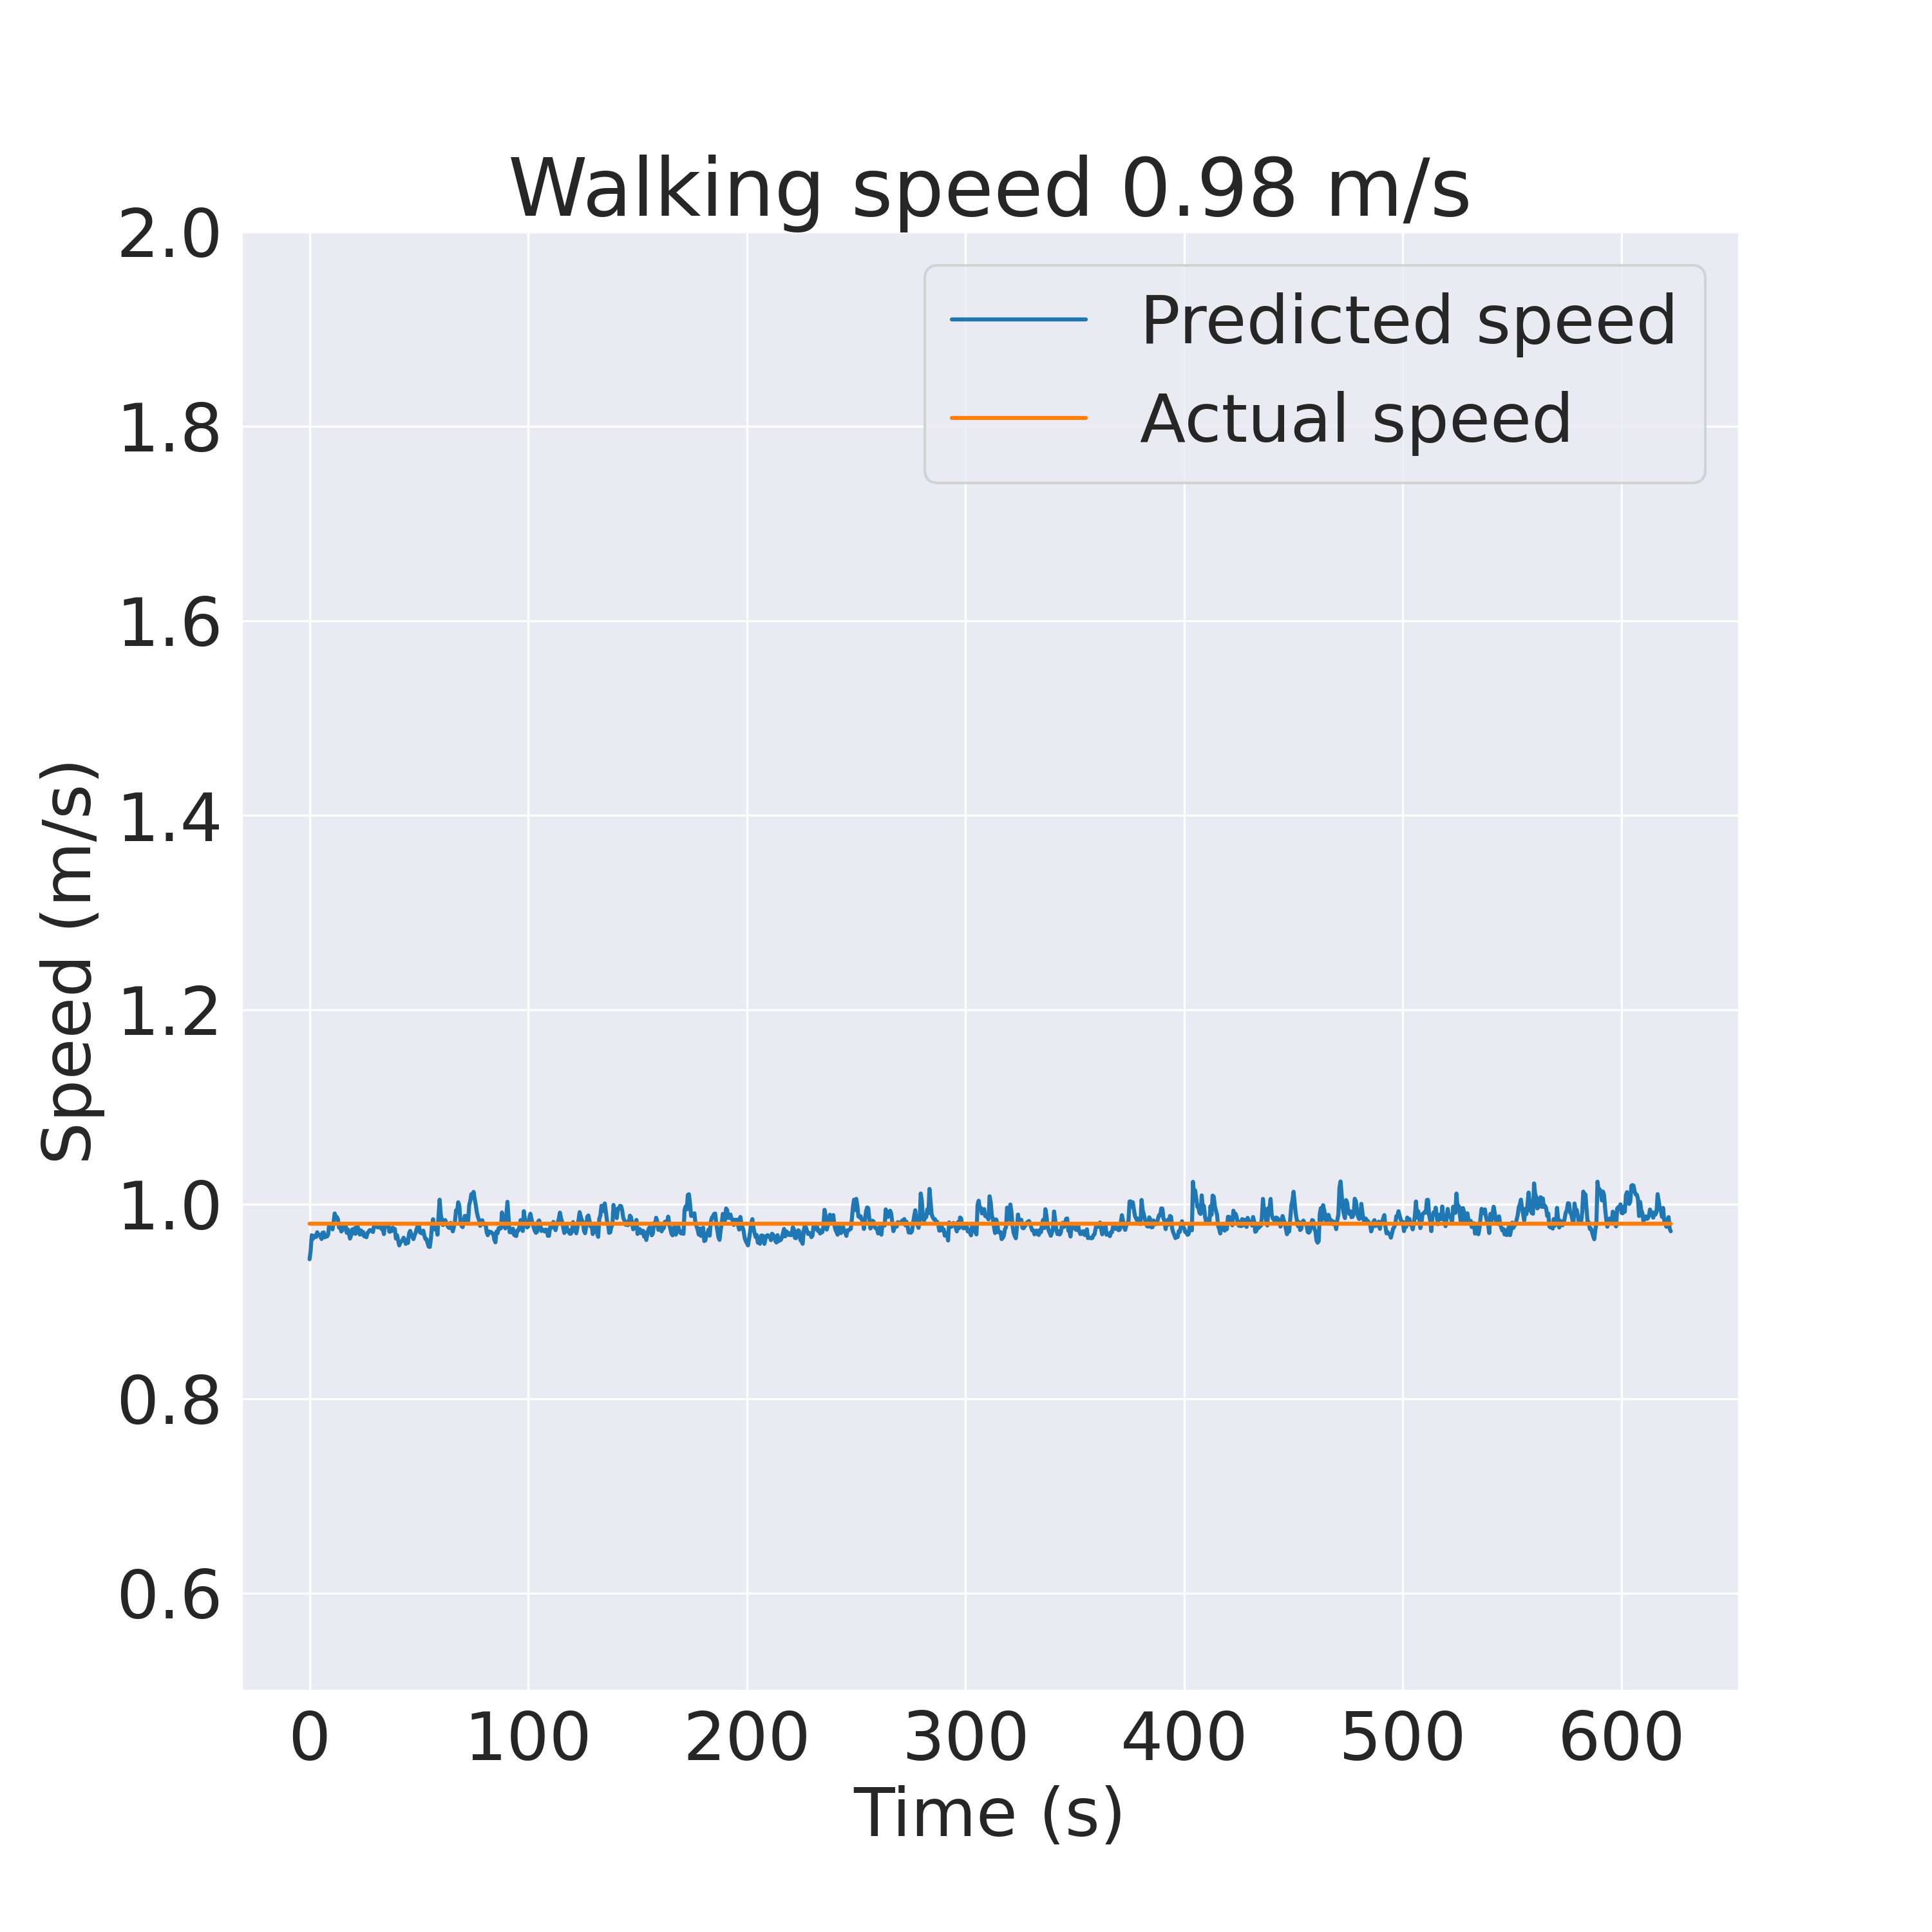 Walking speed 0.98 m/s
Predicted speed
Actual speed
Speed (m/s)
2.0
1.8
1.6
1.4
1.2
1.0
0.8
0.6
0 100 200 300 400 500 600
Time (s)